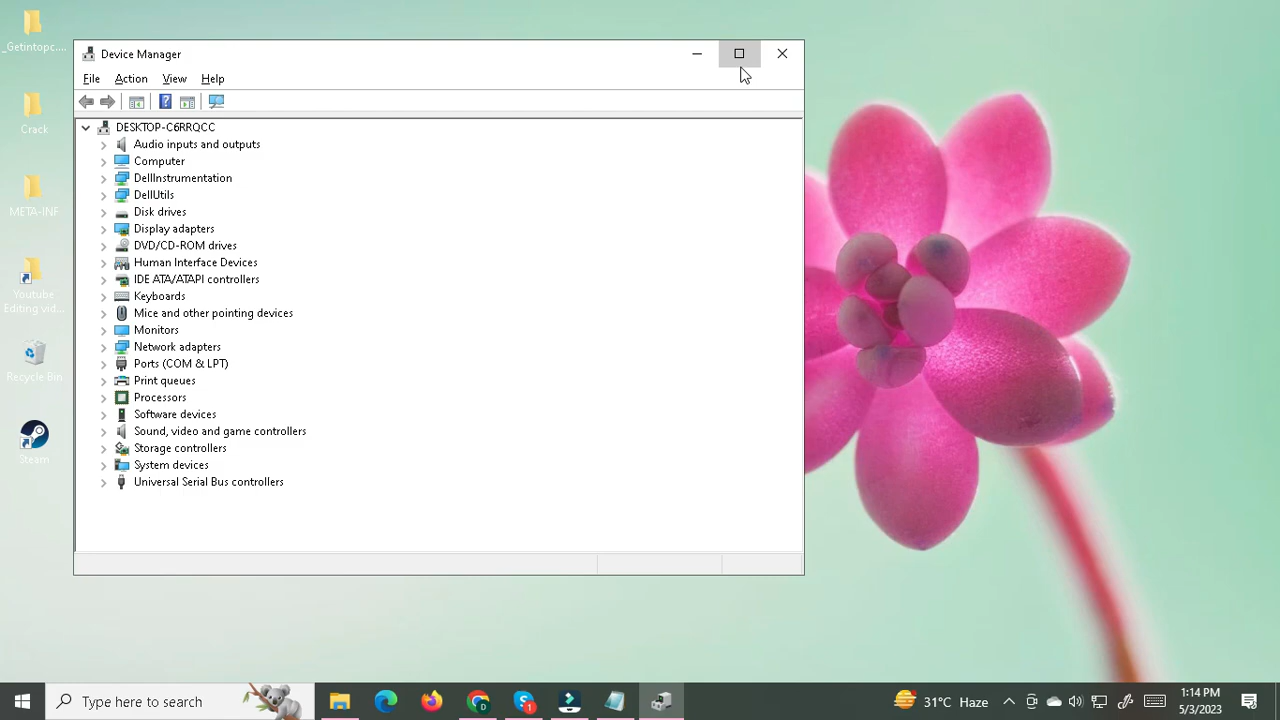 _Getintopc....
Crack
META-INF
Youtube
Editing vid...
Recycle Bin
Steam
Device Manager
File Action View Help
DESKTOP-C6RRQCC
Audio inputs and outputs
Computer
DellInstrumentation
DellUtils
Disk drives
Display adapters
DVD/CD-ROM drives
Human Interface Devices
IDE ATA/ATAPI controllers
Keyboards
Mice and other pointing devices
Monitors
Network adapters
Ports (COM & LPT)
Print queues
Processors
Software devices
Sound, video and game controllers
Storage controllers
System devices
Universal Serial Bus controllers
Type here to search
31°C Haze
1:14 PM
5/3/2023